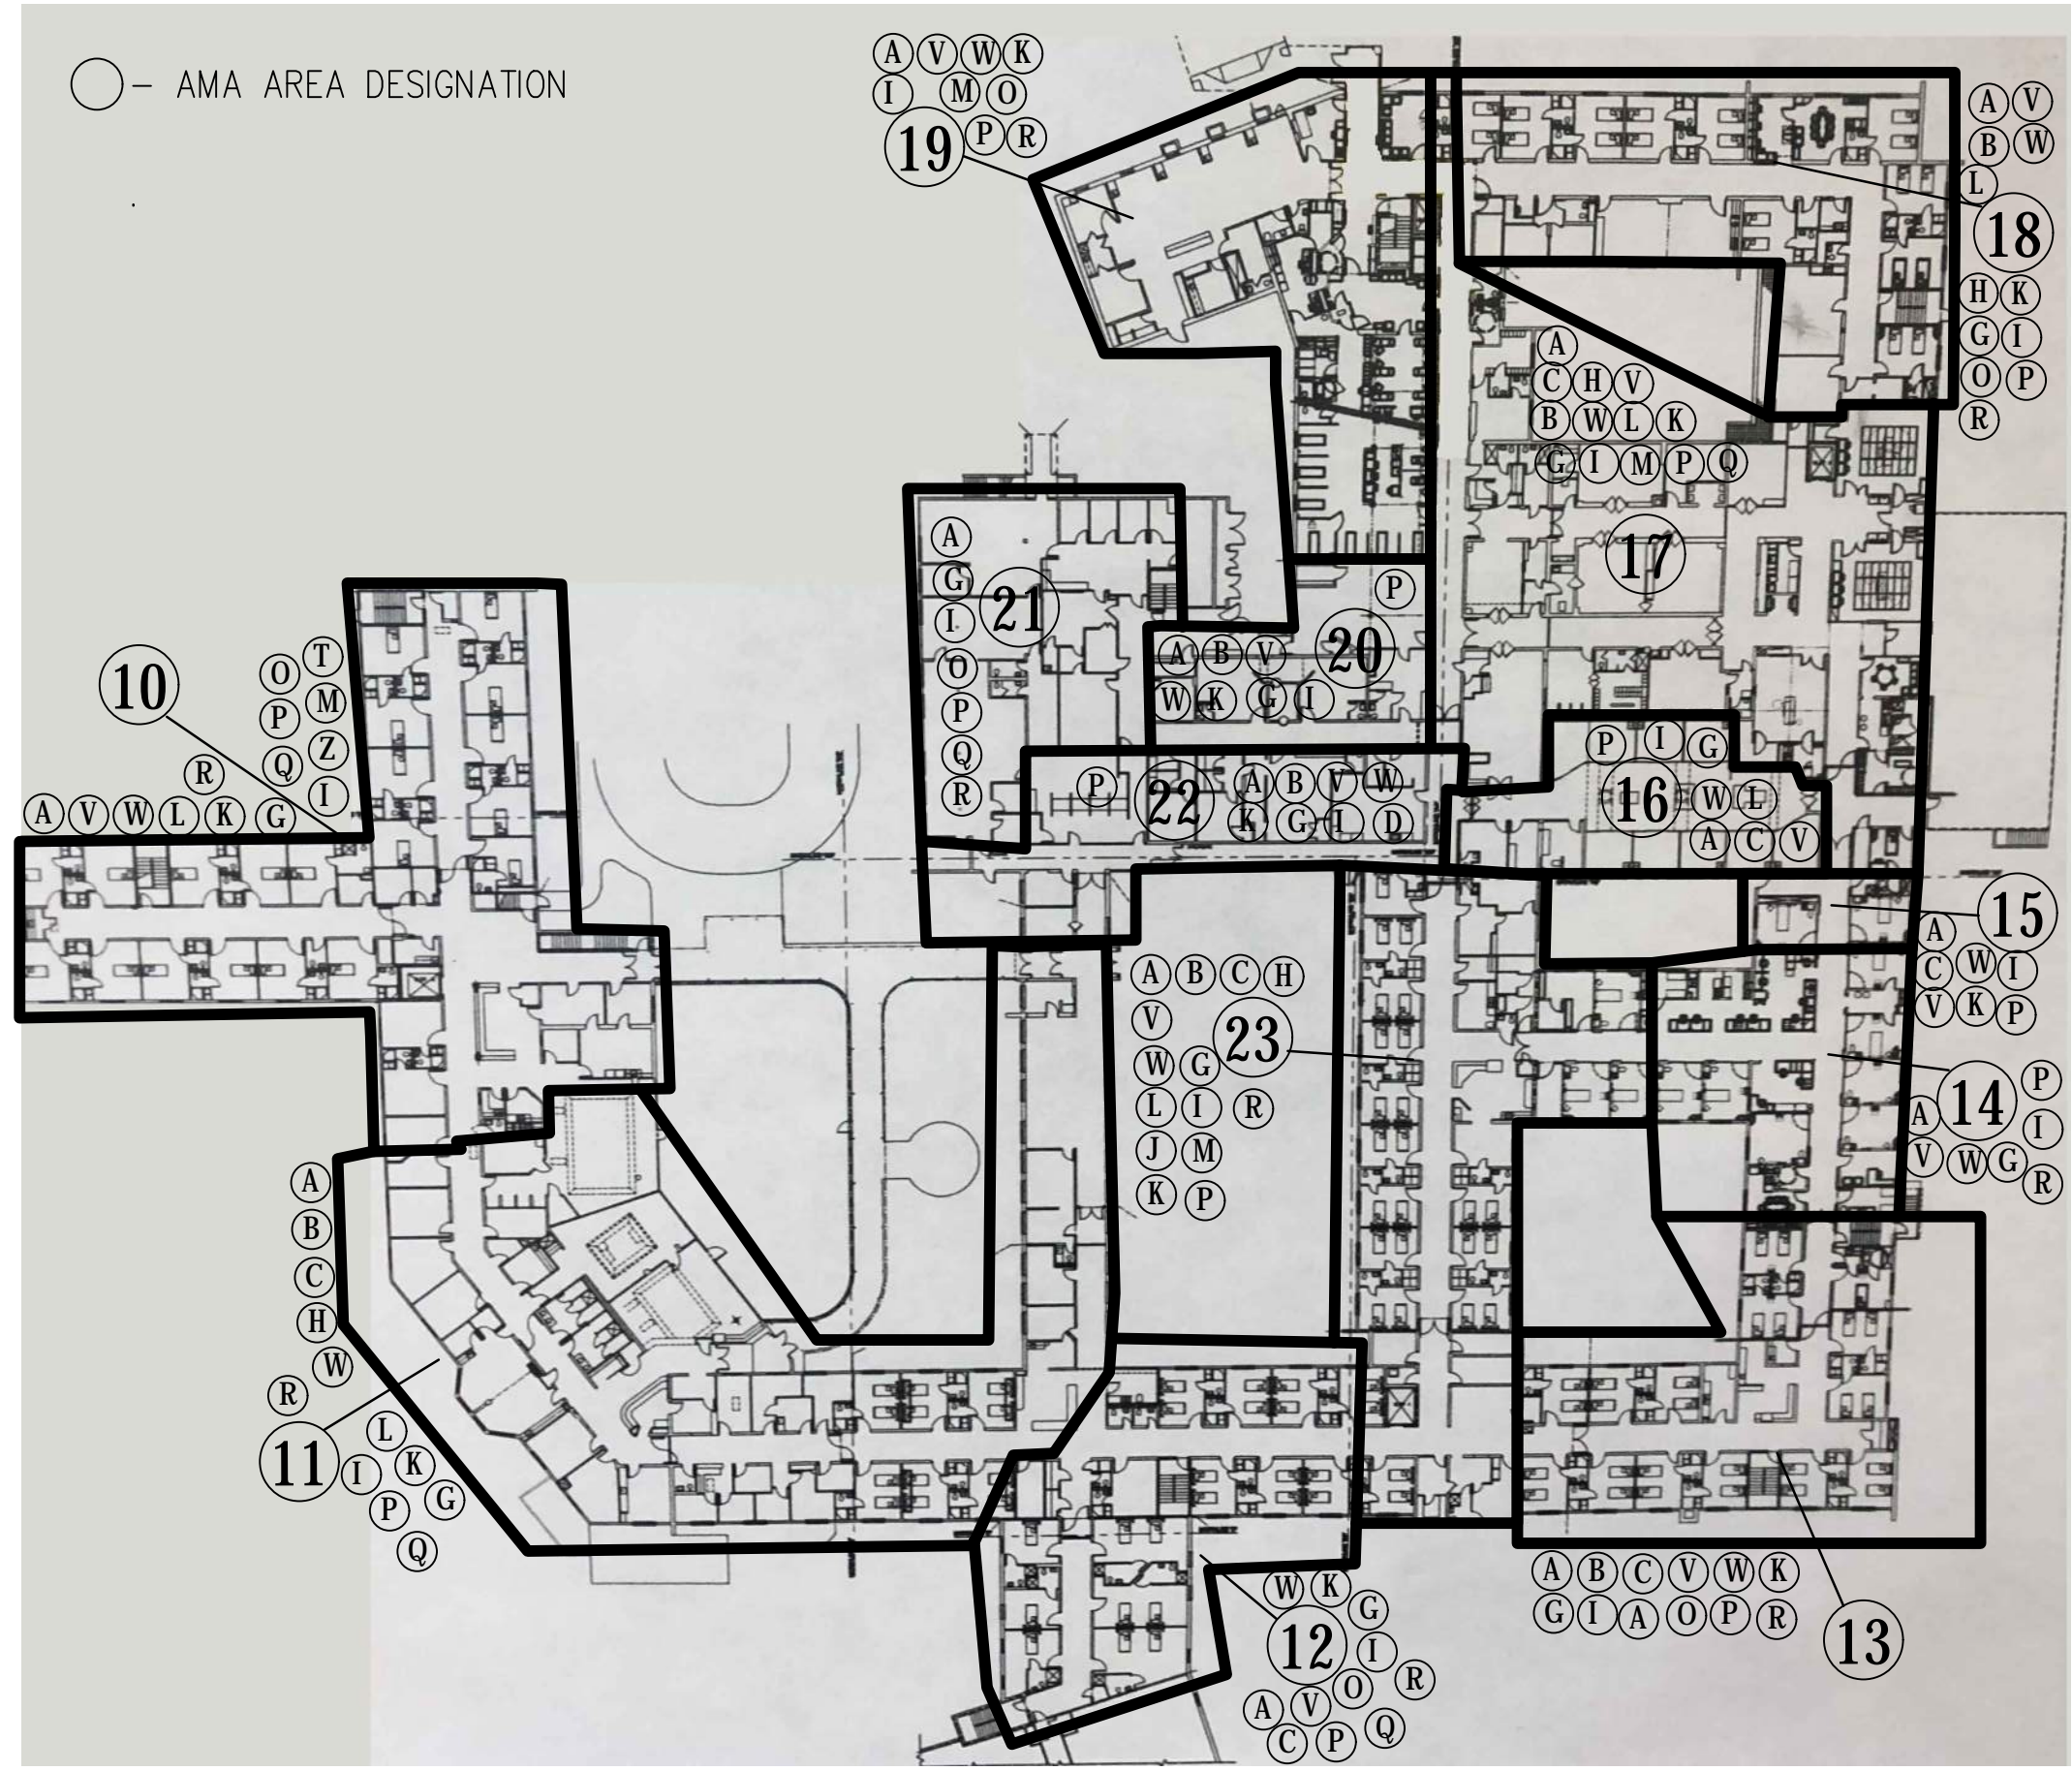 A V W K
○ - AMA AREA DESIGNATION
I M O
19 P R
A V
B W
L
18
H K
G I
O P
R
A
C H V
B W L K
G I M P Q
17
A
G
I
O
P
Q
R
21
P
20
A B V
W K G I
10
O T
P M
Q Z
R I
A V W L K G
P 22 A B V W
K G I D
P I G
16 W L
A C V
15
A
C W I
V K P
A B C H
V
23
W G
L I R
J M
K P
14 P
A I
V W G
R
A
B
C
H
W
R
11
L
I K
P G
Q
W K
G
12 I
R
A V O
C P Q
A B C V W K
G I A O P R
13